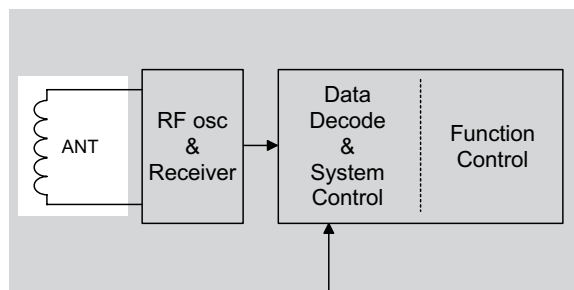 ANT
RF osc
&
Receiver
Data
Decode
&
System
Control
Function
Control